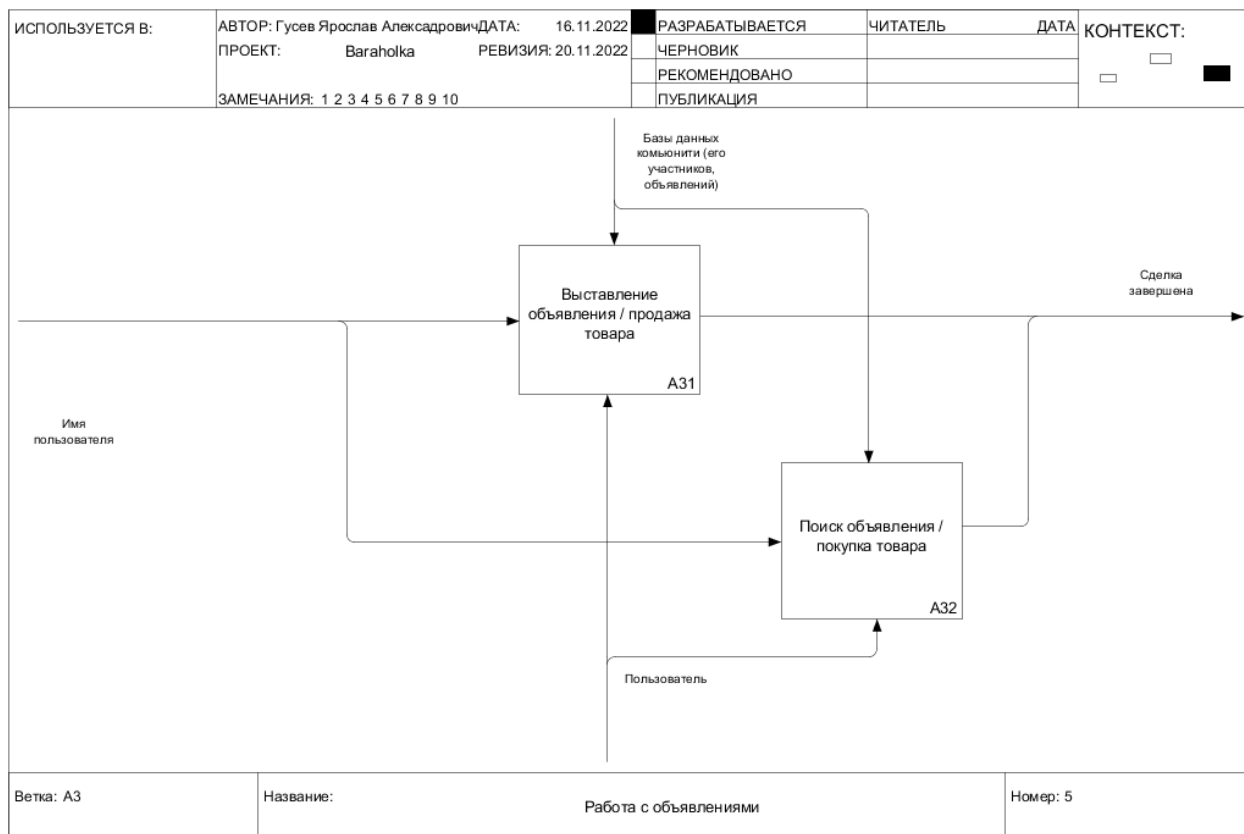 ИСПОЛЬЗУЕТСЯ В:
АВТОР: Гусев Ярослав Алексадрович
ДАТА: 16.11.2022
ПРОЕКТ: Baraholka
РЕВИЗИЯ: 20.11.2022
ЗАМЕЧАНИЯ: 1 2 3 4 5 6 7 8 9 10
РАЗРАБАТЫВАЕТСЯ
ЧЕРНОВИК
РЕКОМЕНДОВАНО
ПУБЛИКАЦИЯ
ЧИТАТЕЛЬ
ДАТА
КОНТЕКСТ:
Базы данных
комьюнити (его
участников,
объявлений)
Выставление
объявления / продажа
товара
A31
Сделка
завершена
Имя
пользователя
Поиск объявления /
покупка товара
A32
Пользователь
Ветка: A3
Название:
Работа с объявлениями
Номер: 5